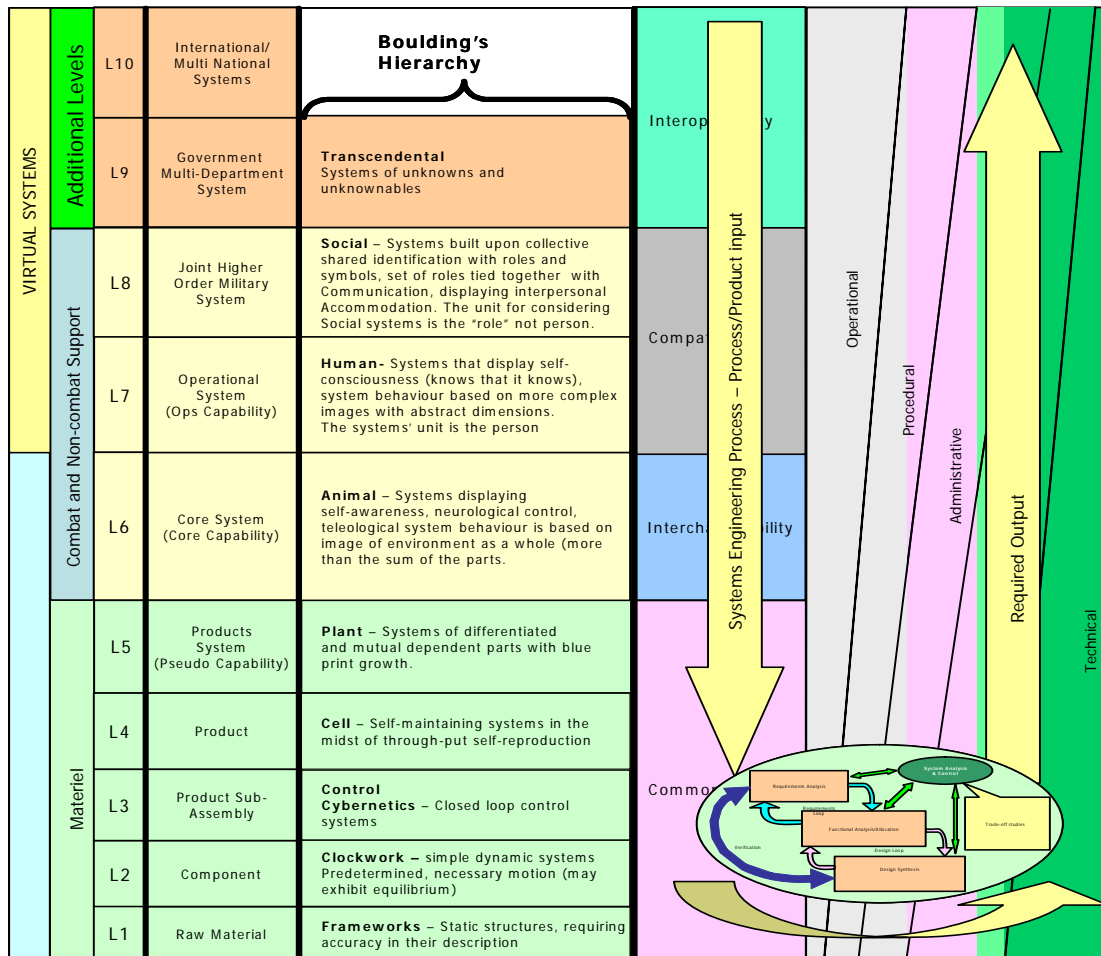 Boulding's
Hierarchy
VIRTUAL SYSTEMS
Additional Levels
Combat and Non-combat Support
Materiel
L10
International/
Multi National
Systems
L9
Government
Multi-Department
System
Transcendental
Systems of unknowns and
unknownables
L8
Joint Higher
Order Military
System
Social – Systems built upon collective
shared identification with roles and
symbols, set of roles tied together with
Communication, displaying interpersonal
Accommodation. The unit for considering
Social systems is the "role" not person.
L7
Operational
System
(Ops Capability)
Human- Systems that display self-
consciousness (knows that it knows),
system behaviour based on more complex
images with abstract dimensions.
The systems' unit is the person
L6
Core System
(Core Capability)
Animal – Systems displaying
self-awareness, neurological control,
teleological system behaviour is based on
image of environment as a whole (more
than the sum of the parts.
L5
Products
System
(Pseudo Capability)
Plant – Systems of differentiated
and mutual dependent parts with blue
print growth.
L4
Product
Cell – Self-maintaining systems in the
midst of through-put self-reproduction
L3
Product Sub-
Assembly
Control
Cybernetics – Closed loop control
systems
L2
Component
Clockwork – simple dynamic systems
Predetermined, necessary motion (may
exhibit equilibrium)
L1
Raw Material
Frameworks – Static structures, requiring
accuracy in their description
Systems Engineering Process – Process/Product input
Operational
Procedural
Administrative
Required Output
Technical
System Analysis
& Control
Requirements Analysis
Requirements
Loop
Functional Analysis/Allocation
Trade-off studies
Verification
Design Loop
Design Synthesis